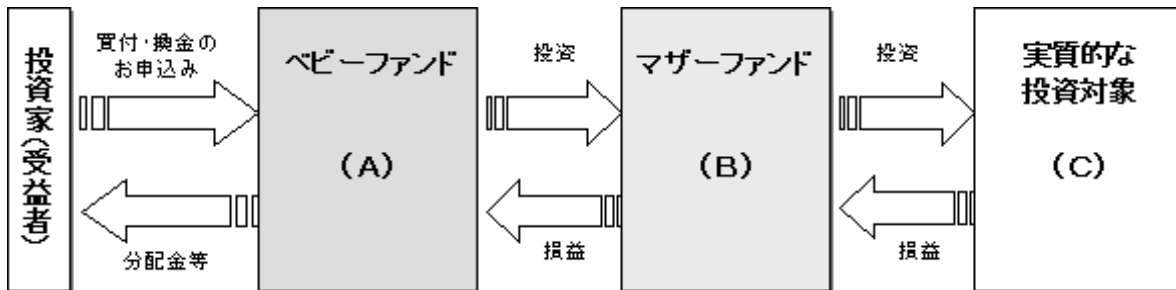 投資家(受益者)
買付・換金の
お申込み
分配金等
ベビーファンド
(A)
投資
損益
マザーファンド
(B)
投資
損益
実質的な
投資対象
(C)